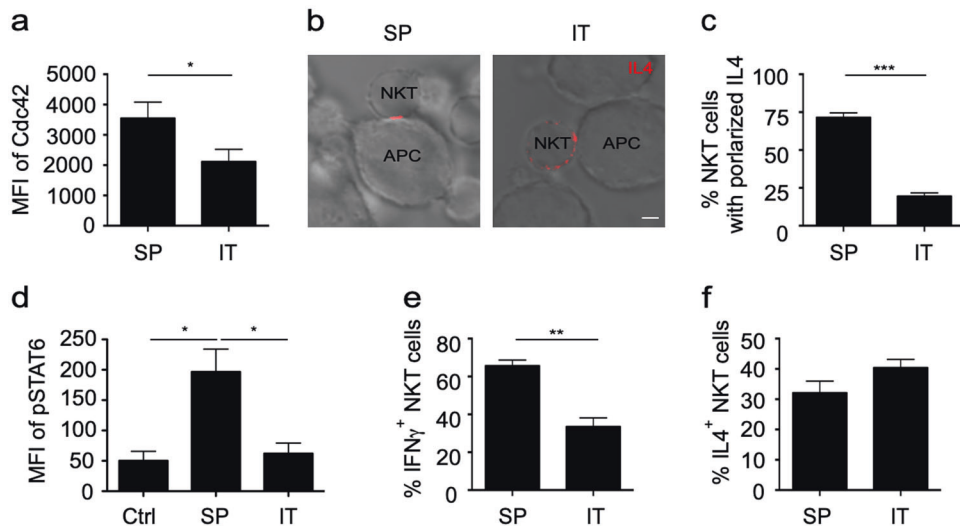 a
MFI of Cdc42
5000
4000
3000
2000
1000
0
*
SP
IT
b
SP
IT
NKT
APC
IL4
NKT
APC
c
% NKT cells
with porlarized IL4
100
75
50
25
0
***
SP
IT
d
MFI of pSTAT6
250
200
150
100
50
0
*
*
Ctrl
SP
IT
e
% IFNγ+ NKT cells
80
60
40
20
0
**
SP
IT
f
% IL4+ NKT cells
50
40
30
20
10
0
SP
IT